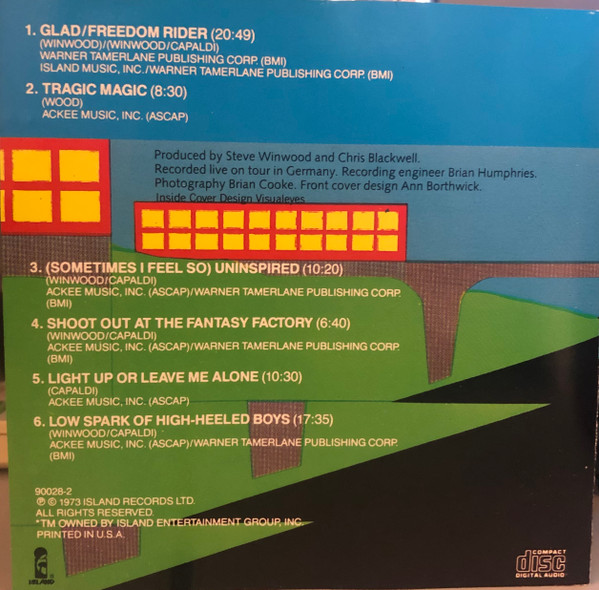 1. GLAD/FREEDOM RIDER (20:49)
(WINWOOD)/(WINWOOD/CAPALDI)
WARNER TAMERLANE PUBLISHING CORP. (BMI)
ISLAND MUSIC, INC./WARNER TAMERLANE PUBLISHING CORP. (BMI)
2. TRAGIC MAGIC (8:30)
(WOOD)
ACKEE MUSIC, INC. (ASCAP)
Produced by Steve Winwood and Chris Blackwell.
Recorded live on tour in Germany. Recording engineer Brian Humphries.
Photography Brian Cooke. Front cover design Ann Borthwick.
Inside Cover Design Visualeyes
3. (SOMETIMES I FEEL SO) UNINSPIRED (10:20)
(WINWOOD/CAPALDI)
ACKEE MUSIC, INC. (ASCAP)/WARNER TAMERLANE PUBLISHING CORP.
(BMI)
4. SHOOT OUT AT THE FANTASY FACTORY (6:40)
(WINWOOD/CAPALDI)
ACKEE MUSIC, INC. (ASCAP)/WARNER TAMERLANE PUBLISHING CORP.
(BMI)
5. LIGHT UP OR LEAVE ME ALONE (10:30)
(CAPALDI)
ACKEE MUSIC, INC. (ASCAP)
6. LOW SPARK OF HIGH-HEELED BOYS (17:35)
(WINWOOD/CAPALDI)
ACKEE MUSIC, INC. (ASCAP)/WARNER TAMERLANE PUBLISHING CORP.
(BMI)
90028-2
℗ © 1973 ISLAND RECORDS LTD.
ALL RIGHTS RESERVED.
*TM OWNED BY ISLAND ENTERTAINMENT GROUP, INC.
PRINTED IN U.S.A.
ISLAND
COMPACT
disc
DIGITAL AUDIO